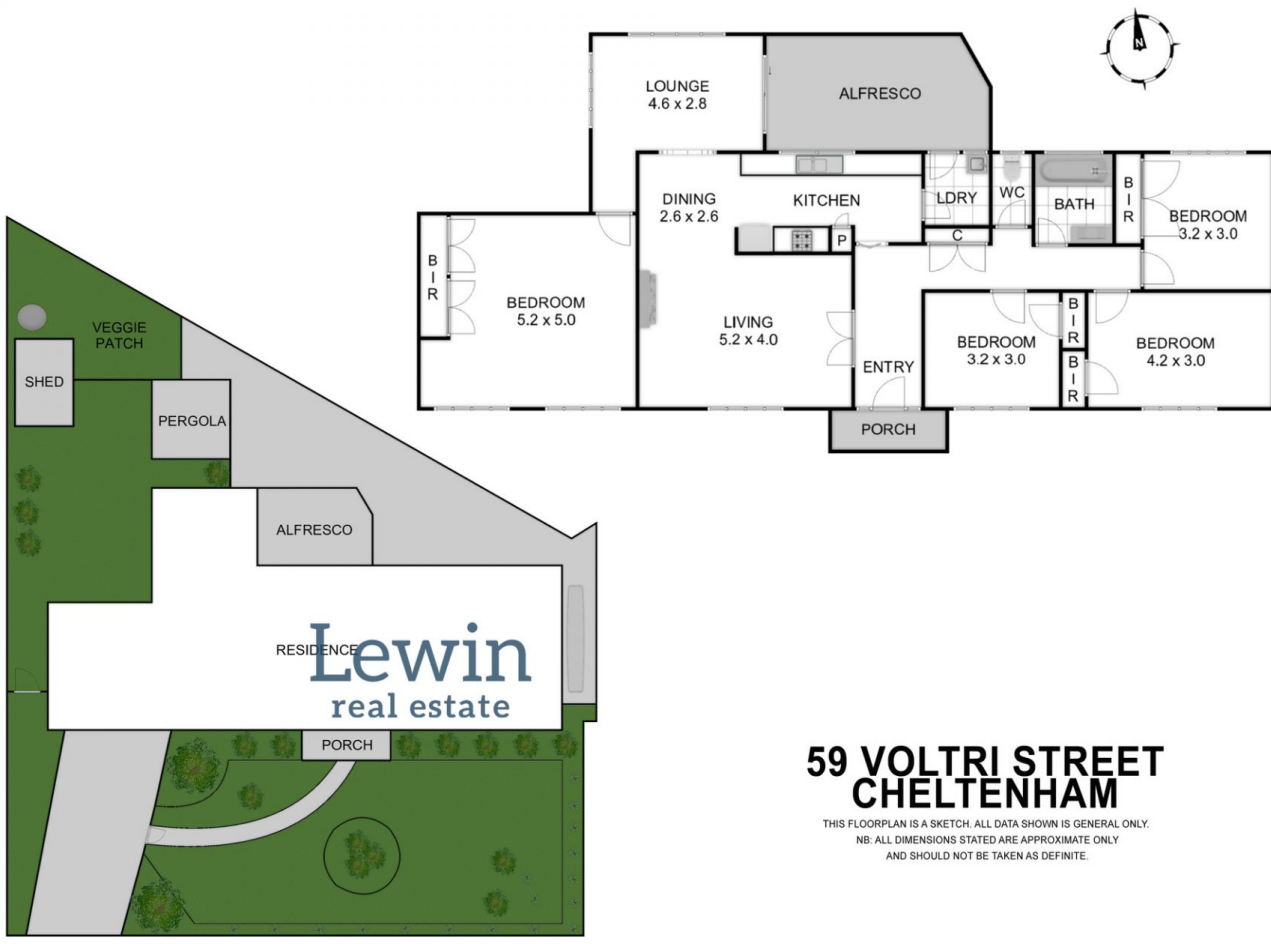 N
LOUNGE
4.6 x 2.8
ALFRESCO
DINING
2.6 x 2.6
KITCHEN
P
LDRY
WC
BATH
C
B
I
R
BEDROOM
3.2 x 3.0
B
I
R
BEDROOM
5.2 x 5.0
LIVING
5.2 x 4.0
ENTRY
BEDROOM
3.2 x 3.0
B
I
R
B
I
R
BEDROOM
4.2 x 3.0
PORCH
VEGGIE
PATCH
SHED
PERGOLA
ALFRESCO
RESIDENCE
Lewin
real estate
PORCH
59 VOLTRI STREET
CHELTENHAM
THIS FLOORPLAN IS A SKETCH. ALL DATA SHOWN IS GENERAL ONLY.
NB: ALL DIMENSIONS STATED ARE APPROXIMATE ONLY
AND SHOULD NOT BE TAKEN AS DEFINITE.